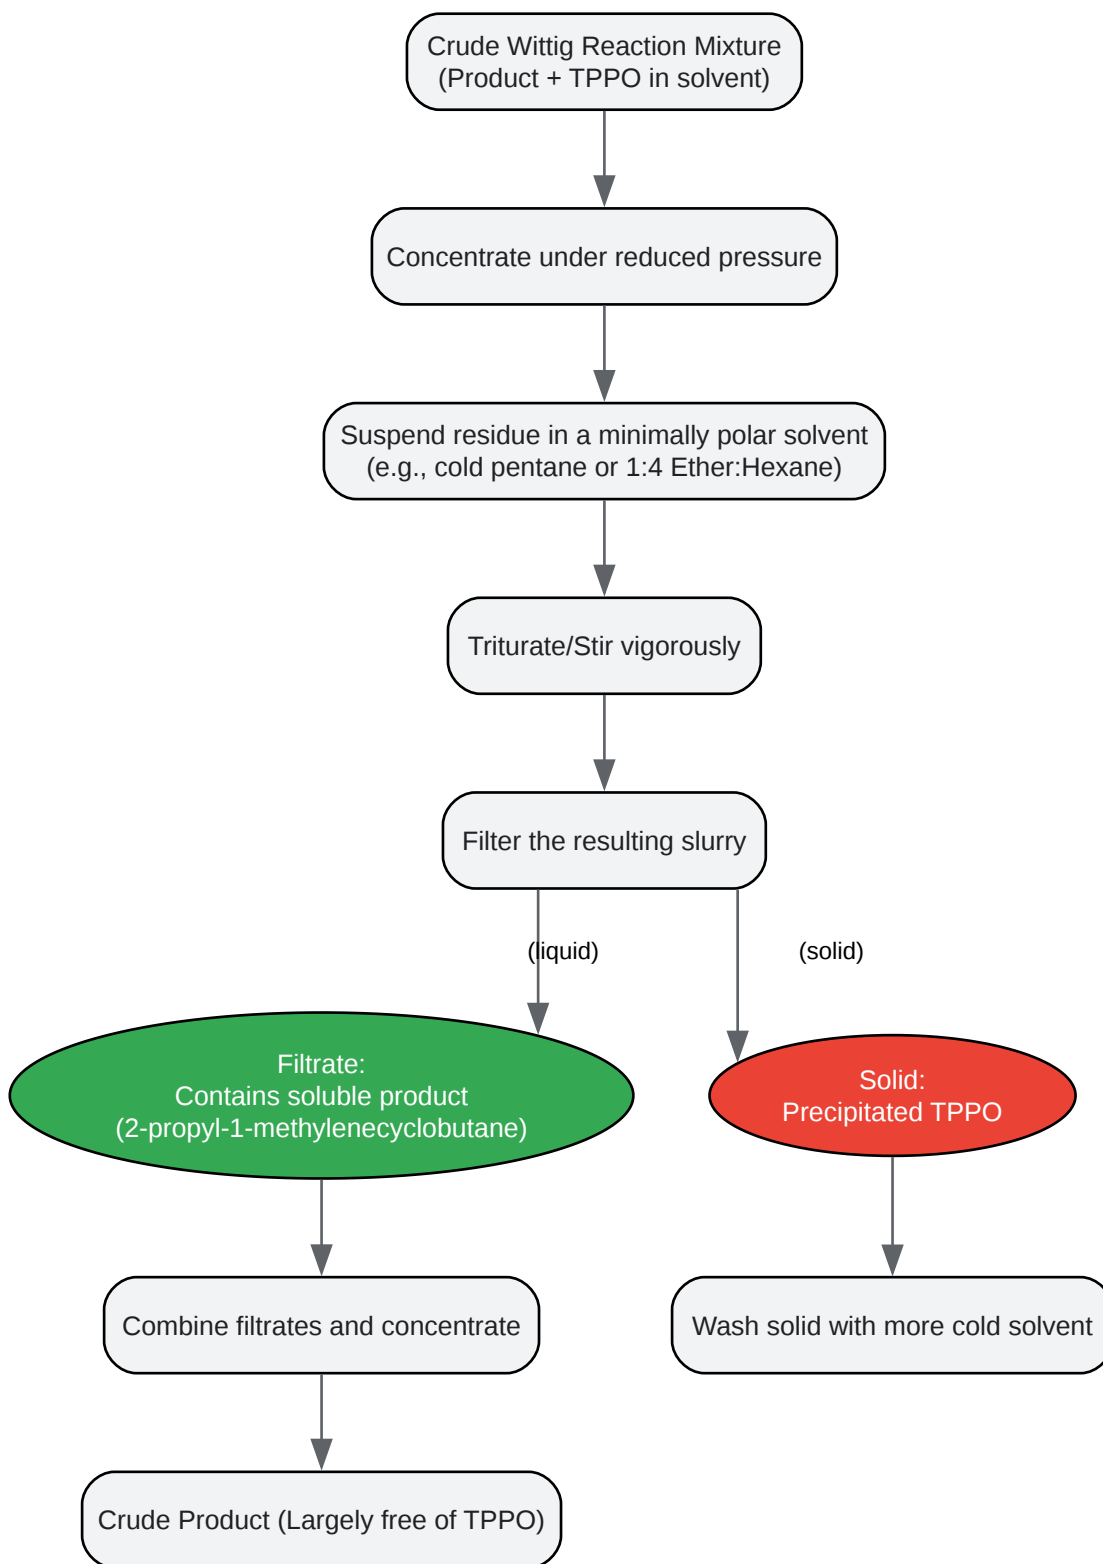 Crude Wittig Reaction Mixture
(Product + TPPO in solvent)
Concentrate under reduced pressure
Suspend residue in a minimally polar solvent
(e.g., cold pentane or 1:4 Ether:Hexane)
Triturate/Stir vigorously
Filter the resulting slurry
(liquid)
(solid)
Filtrate:
Contains soluble product
(2-propyl-1-methylenecyclobutane)
Solid:
Precipitated TPPO
Combine filtrates and concentrate
Wash solid with more cold solvent
Crude Product (Largely free of TPPO)